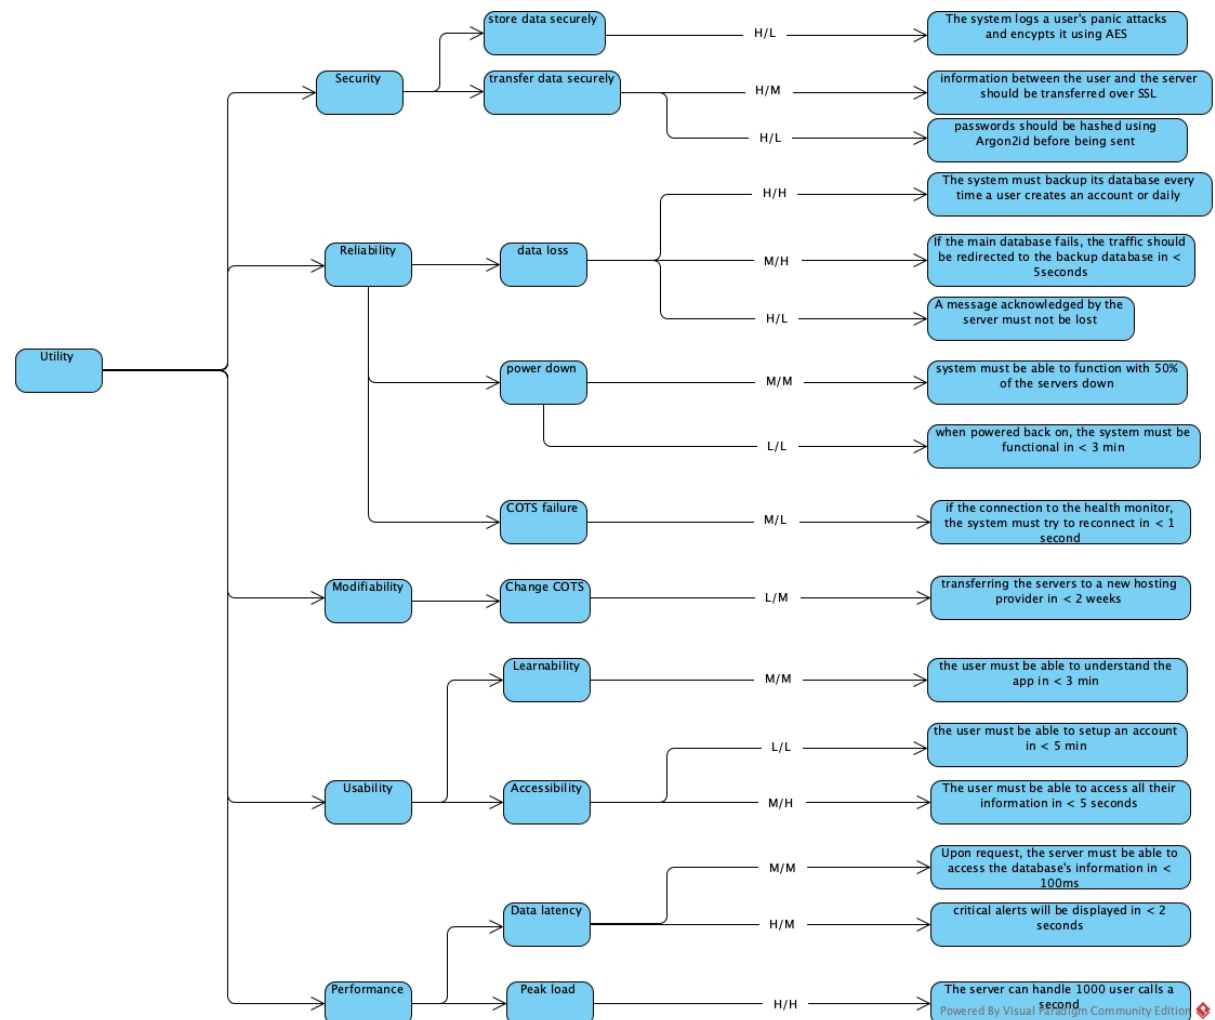 store data securely
H/L
The system logs a user's panic attacks
and encypts it using AES
Security
transfer data securely
H/M
information between the user and the server
should be transferred over SSL
H/L
passwords should be hashed using
Argon2id before being sent
H/H
The system must backup its database every
time a user creates an account or daily
Reliability
data loss
M/H
If the main database fails, the traffic should
be redirected to the backup database in <
5seconds
H/L
A message acknowledged by the
server must not be lost
Utility
power down
M/M
system must be able to function with 50%
of the servers down
L/L
when powered back on, the system must be
functional in < 3 min
COTS failure
M/L
if the connection to the health monitor,
the system must try to reconnect in < 1
second
Modifiability
Change COTS
L/M
transferring the servers to a new hosting
provider in < 2 weeks
Learnability
M/M
the user must be able to understand the
app in < 3 min
L/L
the user must be able to setup an account
in < 5 min
Usability
Accessibility
M/H
The user must be able to access all their
information in < 5 seconds
M/M
Upon request, the server must be able to
access the database's information in <
100ms
Data latency
H/M
critical alerts will be displayed in < 2
seconds
Performance
Peak load
H/H
The server can handle 1000 user calls a
second
Powered By Visual Paradigm Community Edition